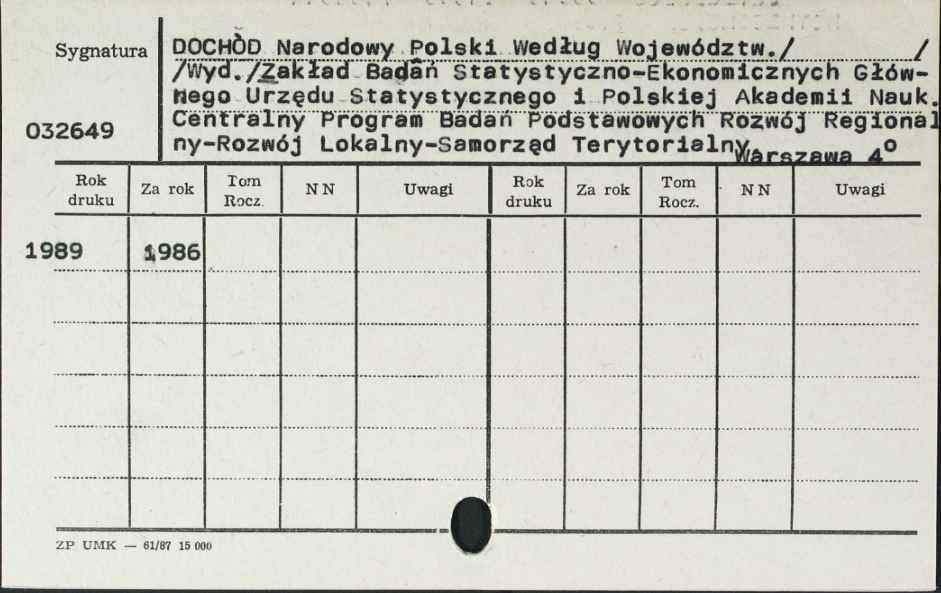 Sygnatura
DOCHÒD Narodowy Polski Według Województw./ /
/Wyd./Zakład Badań Statystyczno-Ekonomicznych Głów-
nego Urzędu Statystycznego i Polskiej Akademii Nauk.
032649
Centralny Program Badań Podstawowych Rozwój Regional
ny-Rozwój Lokalny-Samorząd Terytorialny.
Warszawa 4°
Rok druku Za rok Tom Rocz. N N Uwagi Rok druku Za rok Tom Rocz. N N Uwagi
1989 1986
ZP UMK — 61/87 15 000